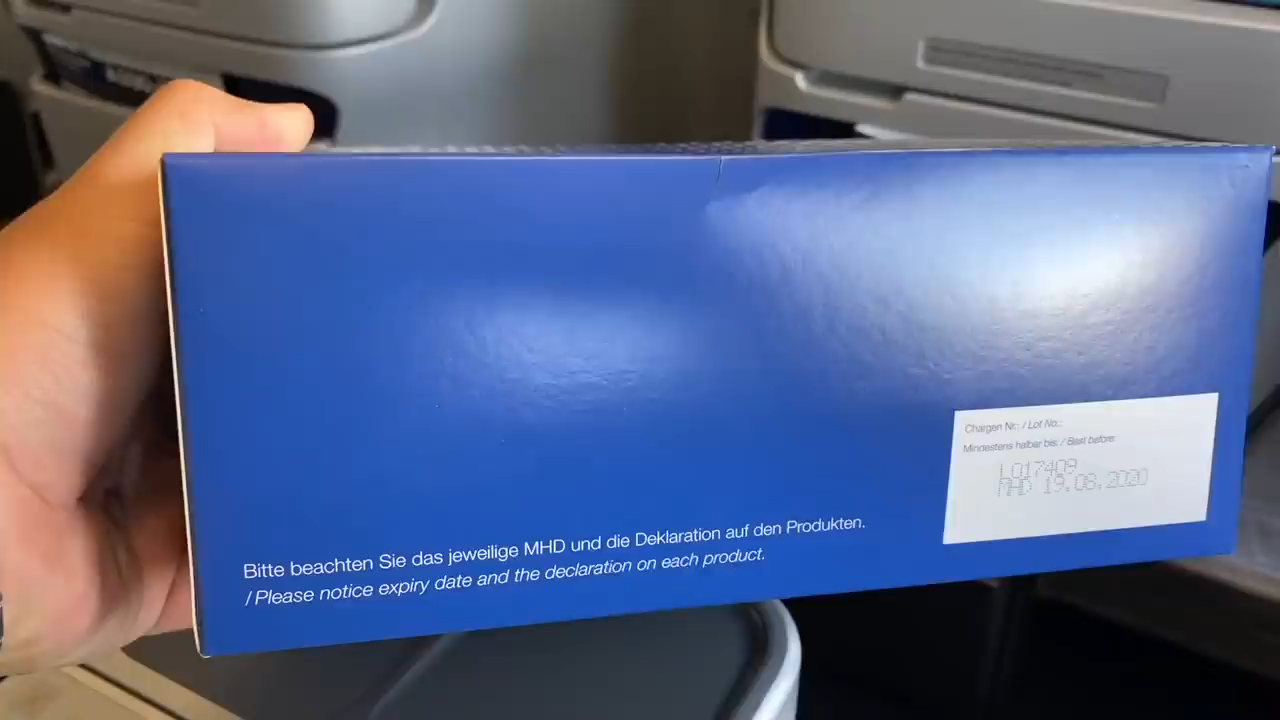 Bitte beachten Sie das jeweilige MHD und die Deklaration auf den Produkten.
/ Please notice expiry date and the declaration on each product.
Chargen Nr.: / Lot No.:
Mindestens haltbar bis: / Best before:
L017409
MHD 19.08.2020